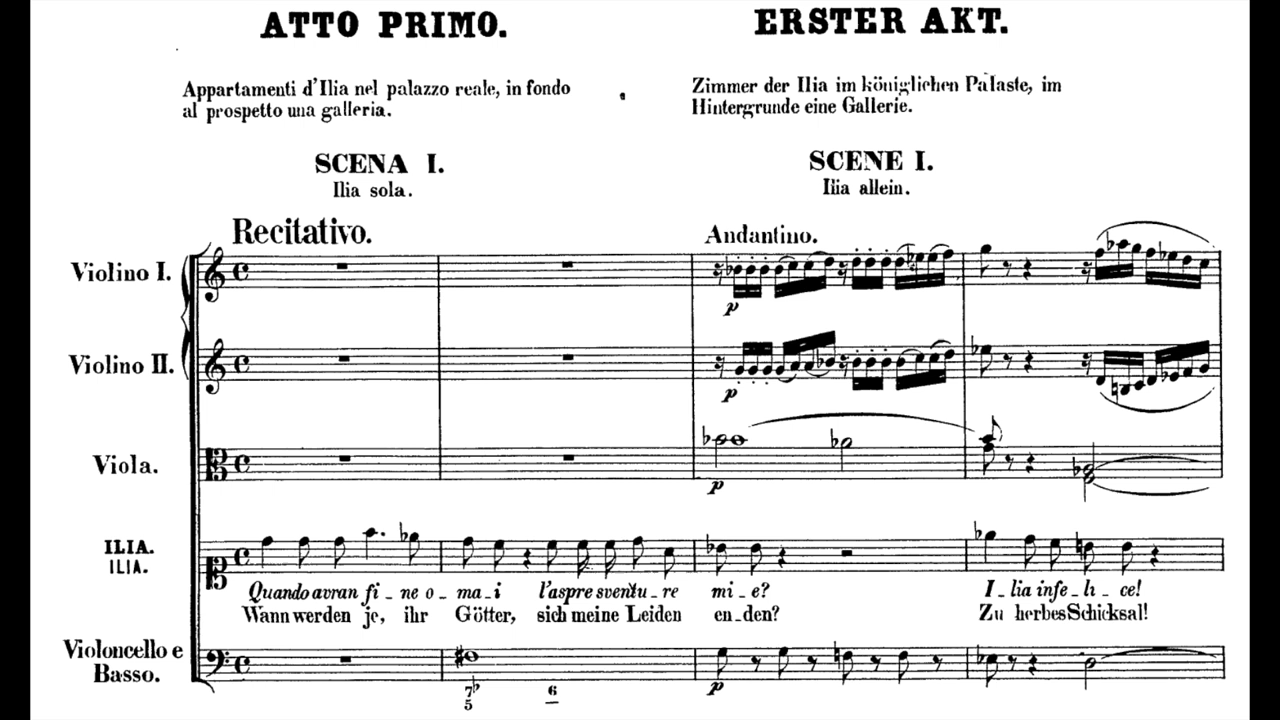 ATTO PRIMO.
ERSTER AKT.
Appartamenti d'Ilia nel palazzo reale, in fondo
al prospetto una galleria.
Zimmer der Ilia im königlichen Palaste, im
Hintergrunde eine Gallerie.
SCENA I.
Ilia sola.
SCENE I.
Ilia allein.
Recitativo.
Andantino.
Violino I.
p
Violino II.
p
Viola.
p
ILIA.
ILIA.
Quando avran fi_ne o_ma_i l'aspre sventu_re mi_e? I_lia infe_li_ce!
Wann werden je, ihr Götter, sich meine Leiden en_den? Zu herbes Schicksal!
Violoncello e
Basso.
p
7♭ 6
5